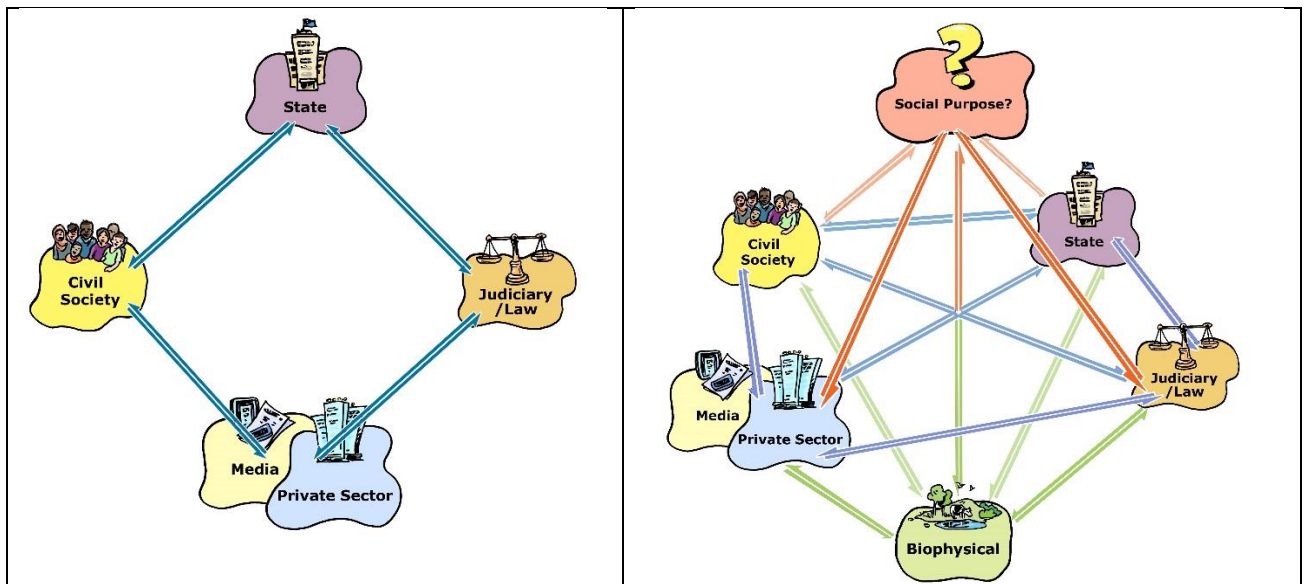 State
Civil
Society
Judiciary
/Law
Media
Private Sector
?
Social Purpose?
Civil
Society
State
Judiciary
/Law
Media
Private Sector
Biophysical